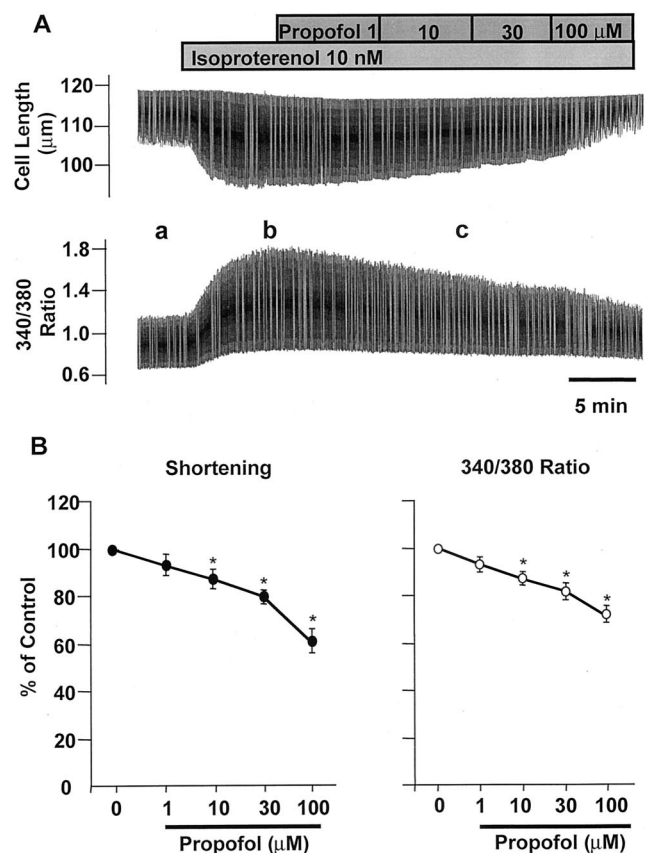 A
Propofol 1 10 30 100 μM
Isoproterenol 10 nM
Cell Length
(μm)
120
110
100
a b c
340/380
Ratio
1.8
1.4
1.0
0.6
5 min
B
Shortening 340/380 Ratio
% of Control
120
100
80
60
40
20
0
* * *
* * *
0 1 10 30 100
0 1 10 30 100
Propofol (μM) Propofol (μM)